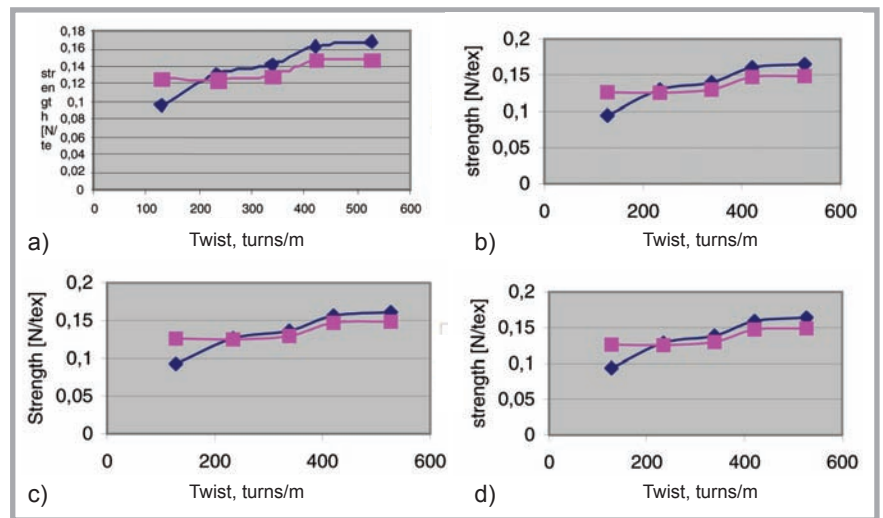 0,18
0,16
0,14
0,12
0,1
0,08
0,06
0,04
0,02
0
str
en
gt
h
[N/
te
0 100 200 300 400 500 600
a) Twist, turns/m
0,2
0,15
0,1
0,05
0
strength [N/tex]
0 200 400 600
b) Twist, turns/m
0,2
0,15
0,1
0,05
0
Strength [N/tex]
0 200 400 600
c) Twist, turns/m
0,2
0,15
0,1
0,05
0
strength [N/tex]
0 200 400 600
d) Twist, turns/m